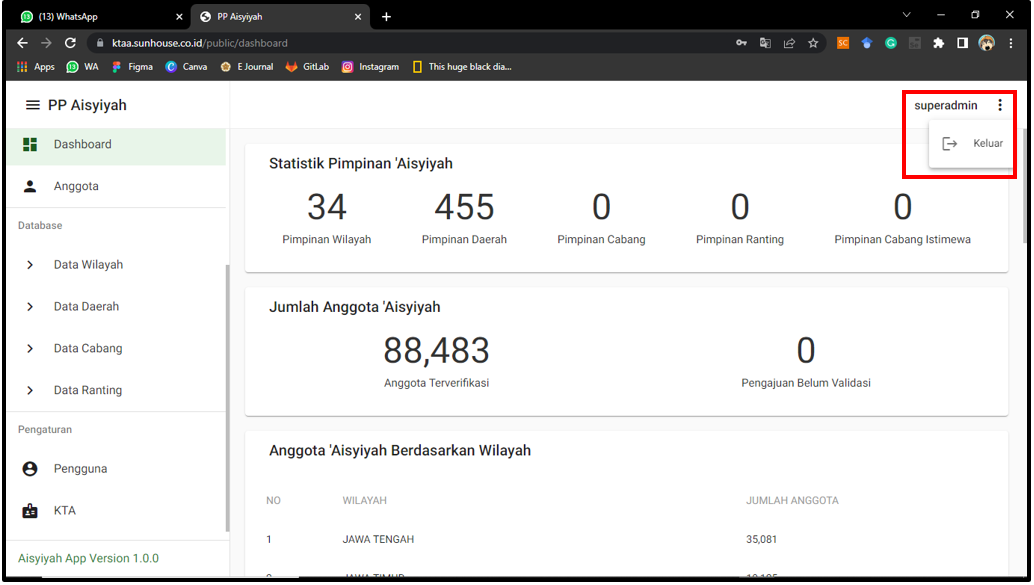 (13) WhatsApp
PP Aisyiyah
ktaa.sunhouse.co.id/public/dashboard
Apps
WA
Figma
Canva
E Journal
GitLab
Instagram
This huge black dia...
PP Aisyiyah
superadmin
Keluar
Dashboard
Anggota
Database
Data Wilayah
Data Daerah
Data Cabang
Data Ranting
Pengaturan
Pengguna
KTA
Aisyiyah App Version 1.0.0
Statistik Pimpinan 'Aisyiyah
34 455 0 0 0
Pimpinan Wilayah Pimpinan Daerah Pimpinan Cabang Pimpinan Ranting Pimpinan Cabang Istimewa
Jumlah Anggota 'Aisyiyah
88,483 0
Anggota Terverifikasi Pengajuan Belum Validasi
Anggota 'Aisyiyah Berdasarkan Wilayah
NO WILAYAH JUMLAH ANGGOTA
1 JAWA TENGAH 35,081
JAWA TIMUR